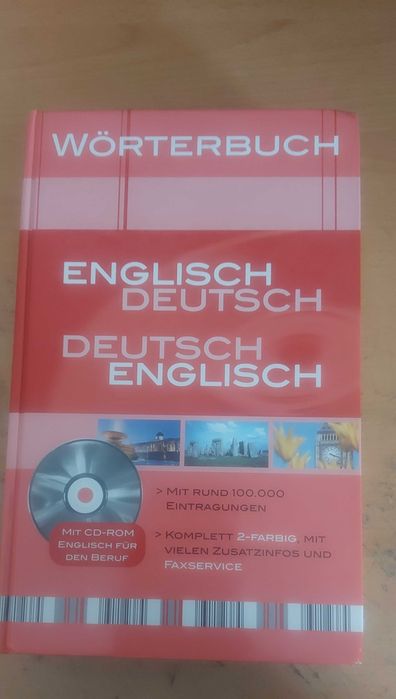 WÖRTERBUCH
ENGLISCH
DEUTSCH
DEUTSCH
ENGLISCH
> MIT RUND 100.000
EINTRAGUNGEN
MIT CD-ROM
ENGLISCH FÜR
DEN BERUF
> KOMPLETT 2-FARBIG, MIT
VIELEN ZUSATZINFOS UND
FAXSERVICE